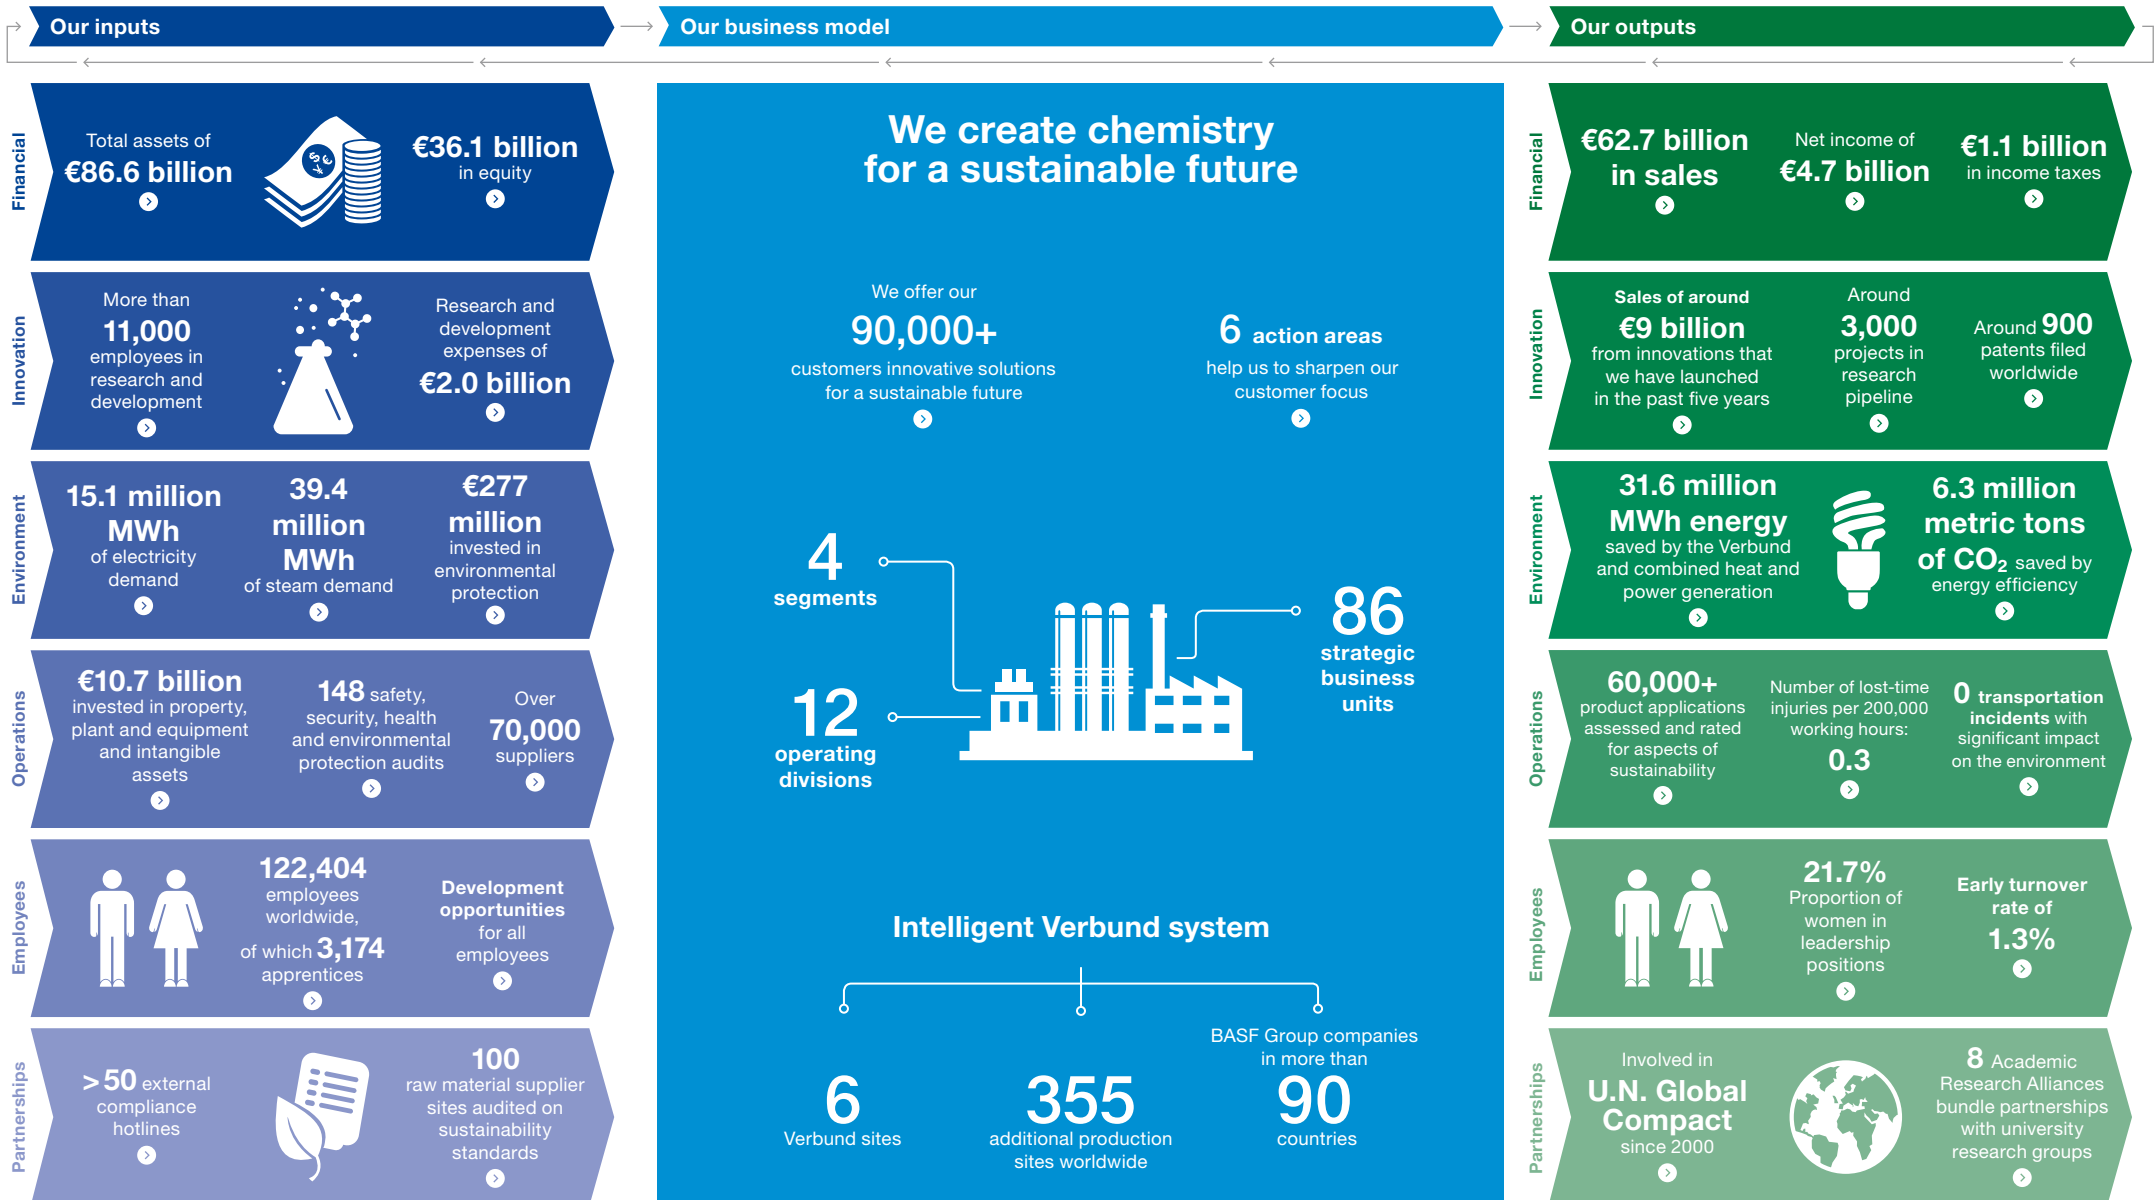 Our inputs
Our business model
Our outputs
Financial
Total assets of
€86.6 billion
€36.1 billion
in equity
Innovation
More than
11,000
employees in
research and
development
Research and
development
expenses of
€2.0 billion
Environment
15.1 million
MWh
of electricity
demand
39.4
million
MWh
of steam demand
€277
million
invested in
environmental
protection
Operations
€10.7 billion
invested in property,
plant and equipment
and intangible
assets
148 safety,
security, health
and environmental
protection audits
Over
70,000
suppliers
Employees
122,404
employees
worldwide,
of which 3,174
apprentices
Development
opportunities
for all
employees
Partnerships
> 50 external
compliance
hotlines
100
raw material supplier
sites audited on
sustainability
standards
We create chemistry
for a sustainable future
We offer our
90,000+
customers innovative solutions
for a sustainable future
6 action areas
help us to sharpen our
customer focus
4
segments
12
operating
divisions
86
strategic
business
units
Intelligent Verbund system
6
Verbund sites
355
additional production
sites worldwide
BASF Group companies
in more than
90
countries
Financial
€62.7 billion
in sales
Net income of
€4.7 billion
€1.1 billion
in income taxes
Innovation
Sales of around
€9 billion
from innovations that
we have launched
in the past five years
Around
3,000
projects in
research
pipeline
Around 900
patents filed
worldwide
Environment
31.6 million
MWh energy
saved by the Verbund
and combined heat and
power generation
6.3 million
metric tons
of CO₂ saved by
energy efficiency
Operations
60,000+
product applications
assessed and rated
for aspects of
sustainability
Number of lost-time
injuries per 200,000
working hours:
0.3
0 transportation
incidents with
significant impact
on the environment
Employees
21.7%
Proportion of
women in
leadership
positions
Early turnover
rate of
1.3%
Partnerships
Involved in
U.N. Global
Compact
since 2000
8 Academic
Research Alliances
bundle partnerships
with university
research groups